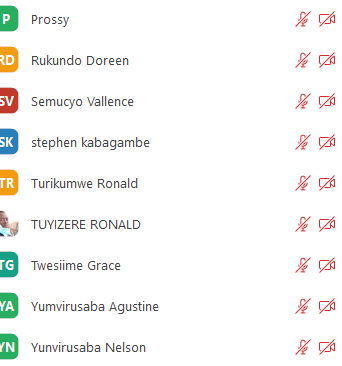 P Prossy
RD Rukundo Doreen
SV Semucyo Vallence
SK stephen kabagambe
TR Turikumwe Ronald
TUYIZERE RONALD
TG Twesiime Grace
YA Yumvirusaba Agustine
YN Yunvirusaba Nelson